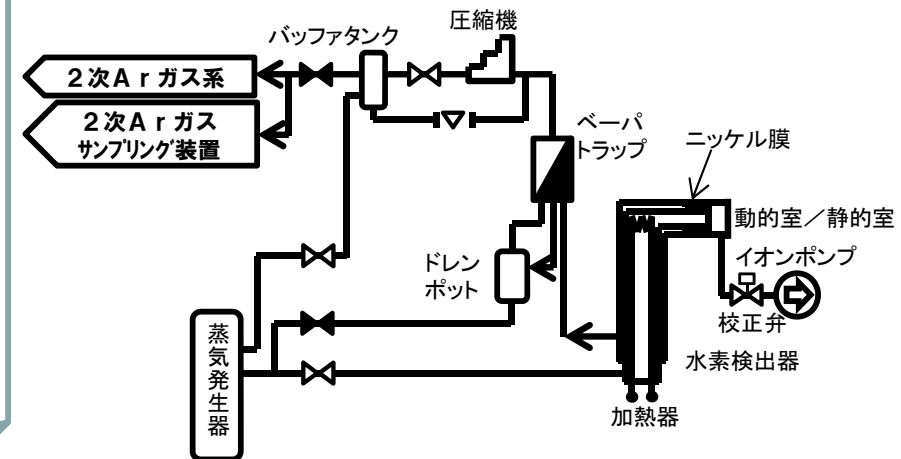 圧縮機
バッファタンク
２次Ａｒガス系
２次Ａｒガス
サンプリング装置
ベーパ
トラップ
ニッケル膜
動的室／静的室
イオンポンプ
ドレン
ポット
校正弁
水素検出器
蒸気発生器
加熱器